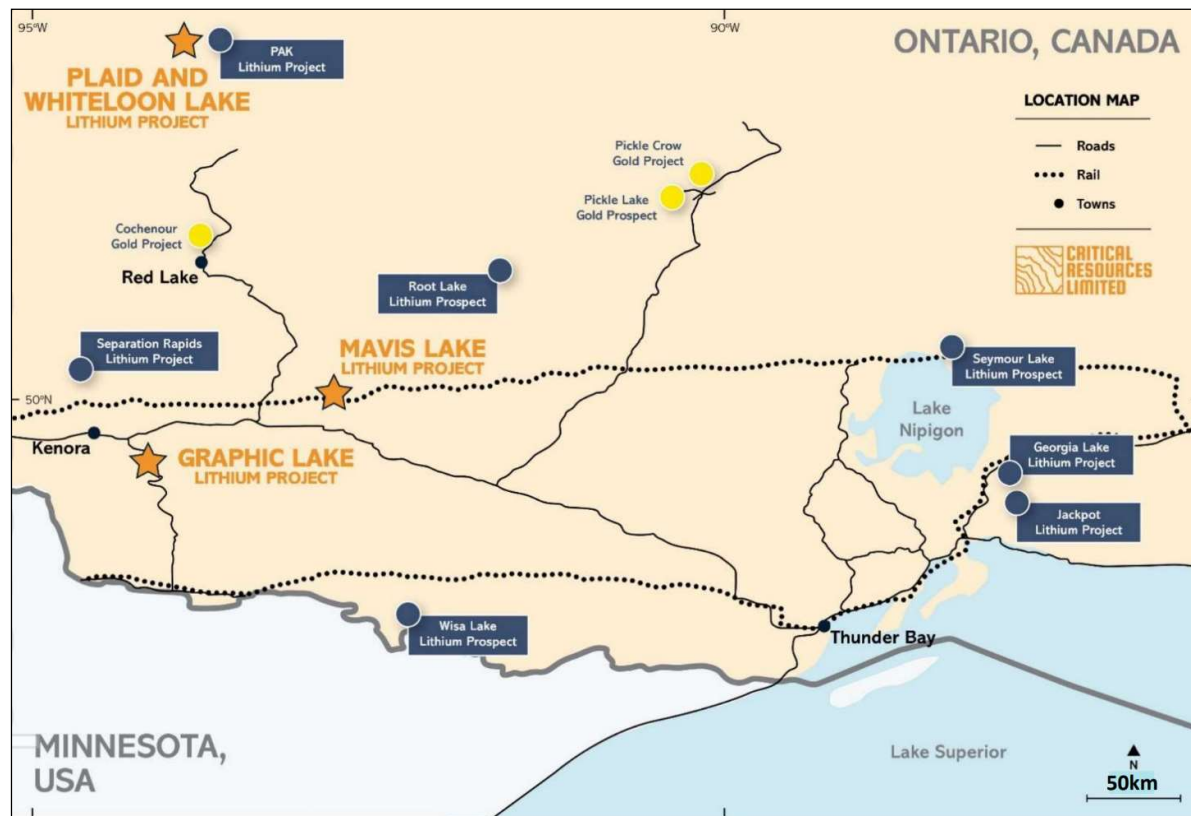 95°W
90°W
ONTARIO, CANADA
PAK
Lithium Project
PLAID AND
WHITELOON LAKE
LITHIUM PROJECT
LOCATION MAP
Roads
Rail
Towns
CRITICAL
RESOURCES
LIMITED
Pickle Crow
Gold Project
Pickle Lake
Gold Prospect
Cochenour
Gold Project
Red Lake
Root Lake
Lithium Prospect
Separation Rapids
Lithium Project
MAVIS LAKE
LITHIUM PROJECT
Seymour Lake
Lithium Prospect
50°N
Lake
Nipigon
Kenora
GRAPHIC LAKE
LITHIUM PROJECT
Georgia Lake
Lithium Project
Jackpot
Lithium Project
Wisa Lake
Lithium Prospect
Thunder Bay
MINNESOTA,
USA
Lake Superior
N
50km